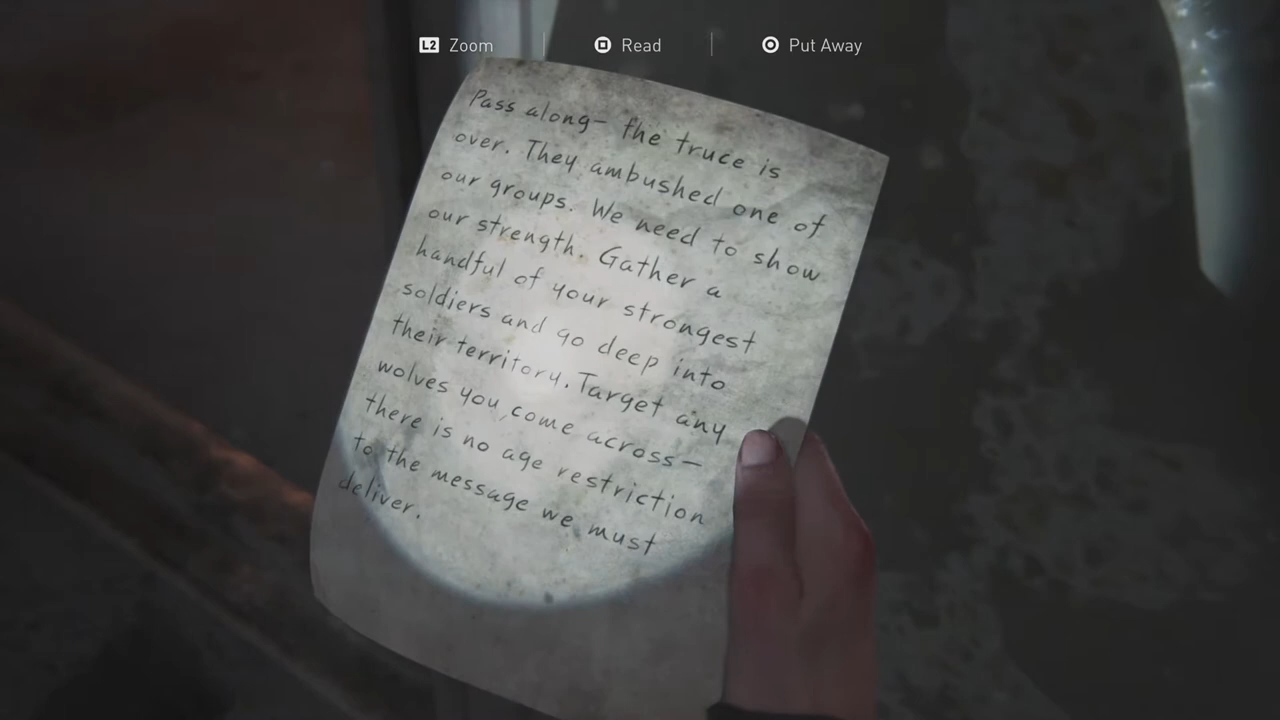 L2 Zoom Read Put Away
Pass along— the truce is
over. They ambushed one of
our groups. We need to show
our strength. Gather a
handful of your strongest
soldiers and go deep into
their territory. Target any
wolves you come across—
there is no age restriction
to the message we must
deliver.